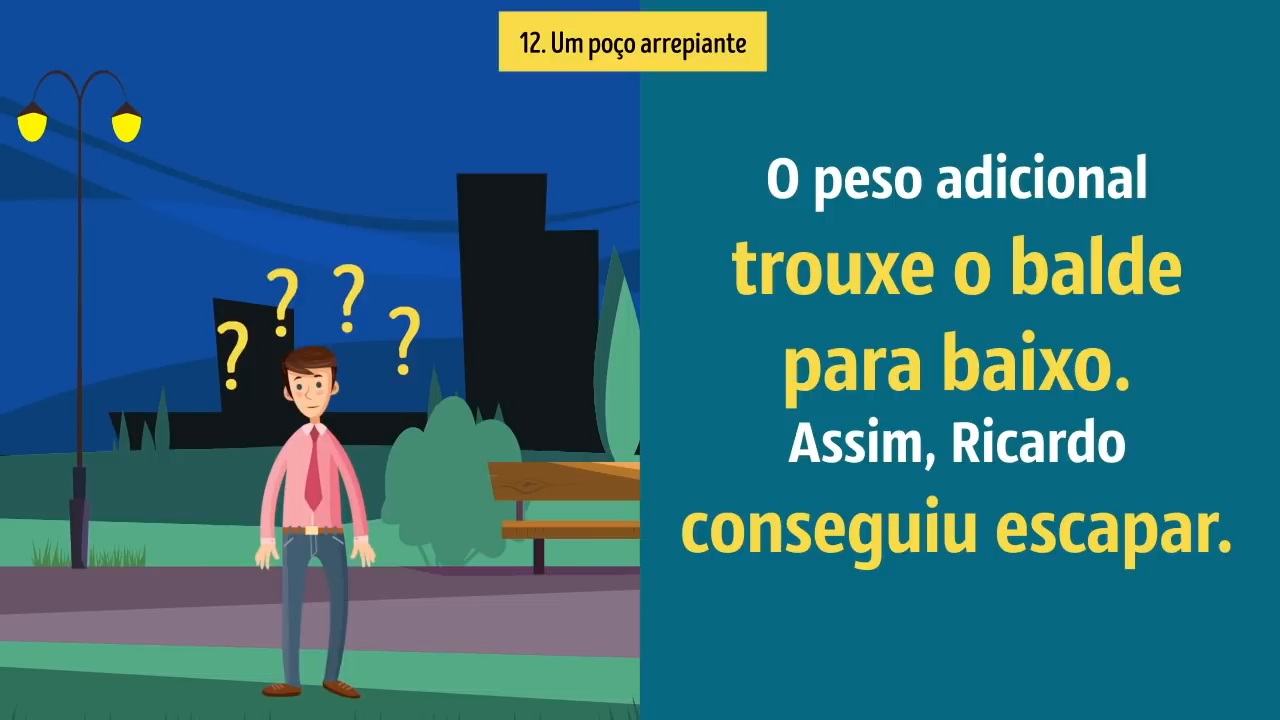 12. Um poço arrepiante
O peso adicional
trouxe o balde
para baixo.
Assim, Ricardo
conseguiu escapar.
? ? ? ?